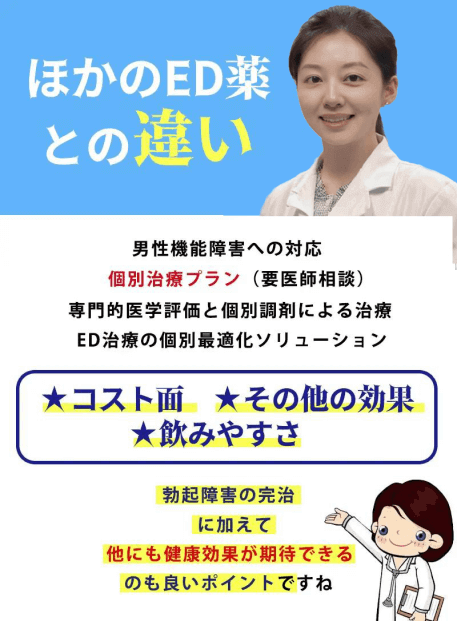 ほかのED薬
との違い
男性機能障害への対応
個別治療プラン（要医師相談）
専門的医学評価と個別調剤による治療
ED治療の個別最適化ソリューション
★コスト面 ★その他の効果
★飲みやすさ
勃起障害の完治
に加えて
他にも健康効果が期待できる
のも良いポイントですね